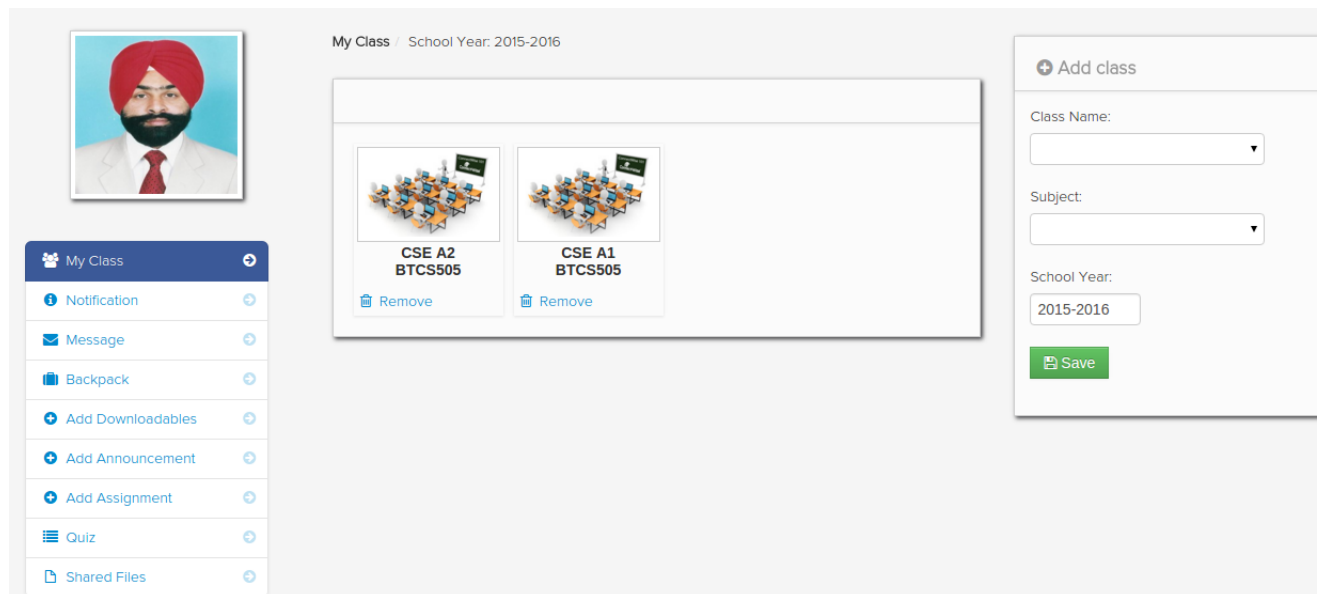 My Class / School Year: 2015-2016
My Class
Notification
Message
Backpack
Add Downloadables
Add Announcement
Add Assignment
Quiz
Shared Files
CSE A2
BTCS505
Remove
CSE A1
BTCS505
Remove
Add class
Class Name:
Subject:
School Year:
2015-2016
Save